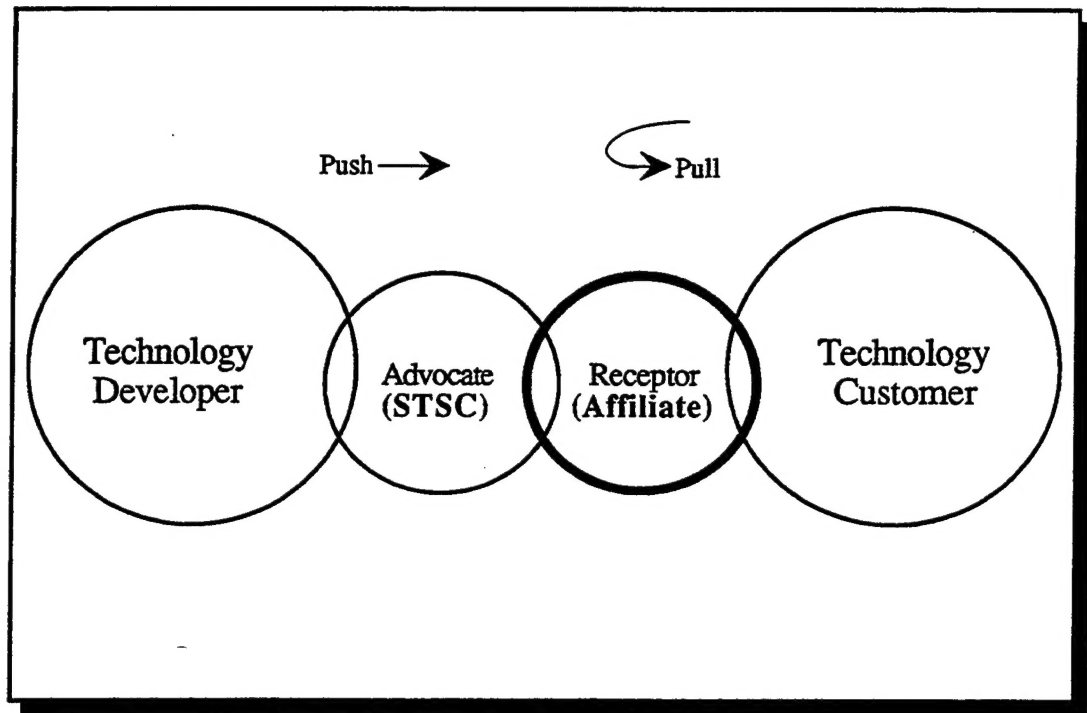 Push
Pull
Technology
Developer
Advocate
(STSC)
Receptor
(Affiliate)
Technology
Customer